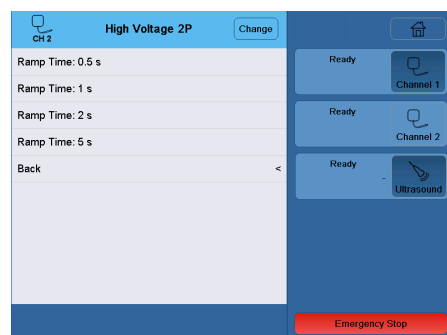 CH 2
High Voltage 2P
Change
Ramp Time: 0.5 s
Ramp Time: 1 s
Ramp Time: 2 s
Ramp Time: 5 s
Back <
Ready
Channel 1
Ready
Channel 2
Ready
-
Ultrasound
Emergency Stop